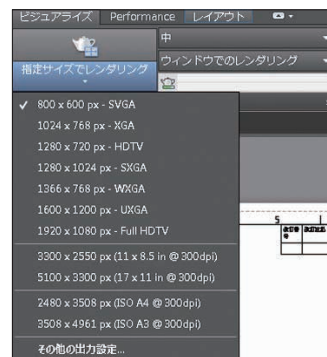 ビジュアライズ Performance レイアウト
中
指定サイズでレンダリング
ウィンドウでのレンダリング
800 x 600 px - SVGA
1024 x 768 px - XGA
1280 x 720 px - HDTV
1280 x 1024 px - SXGA
1366 x 768 px - WXGA
1600 x 1200 px - UXGA
1920 x 1080 px - Full HDTV
3300 x 2550 px (11 x 8.5 in @ 300dpi)
5100 x 3300 px (17 x 11 in @ 300 dpi)
2480 x 3508 px (ISO A4 @ 300dpi)
3508 x 4961 px (ISO A3 @ 300 dpi)
その他の出力設定...
5